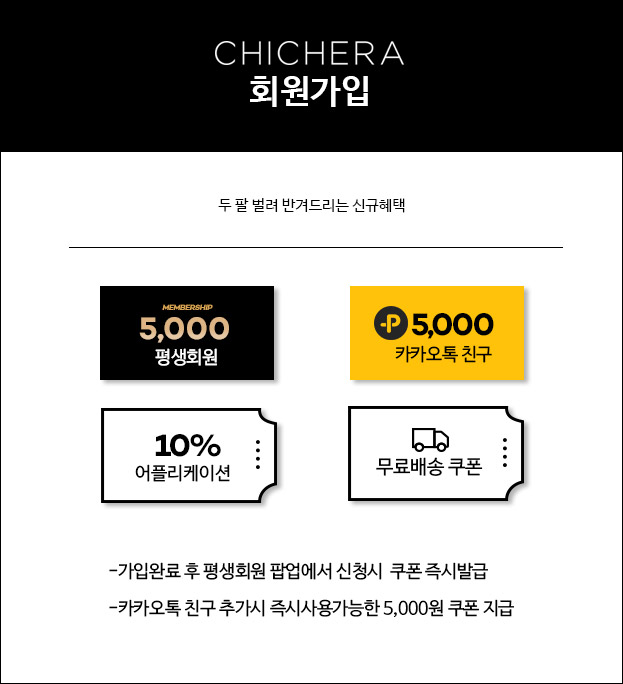 CHICHERA
회원가입
두 팔 벌려 반겨드리는 신규혜택
MEMBERSHIP
5,000
평생회원
-P 5,000
카카오톡 친구
10%
어플리케이션
무료배송 쿠폰
-가입완료 후 평생회원 팝업에서 신청시 쿠폰 즉시발급
-카카오톡 친구 추가시 즉시사용가능한 5,000원 쿠폰 지급